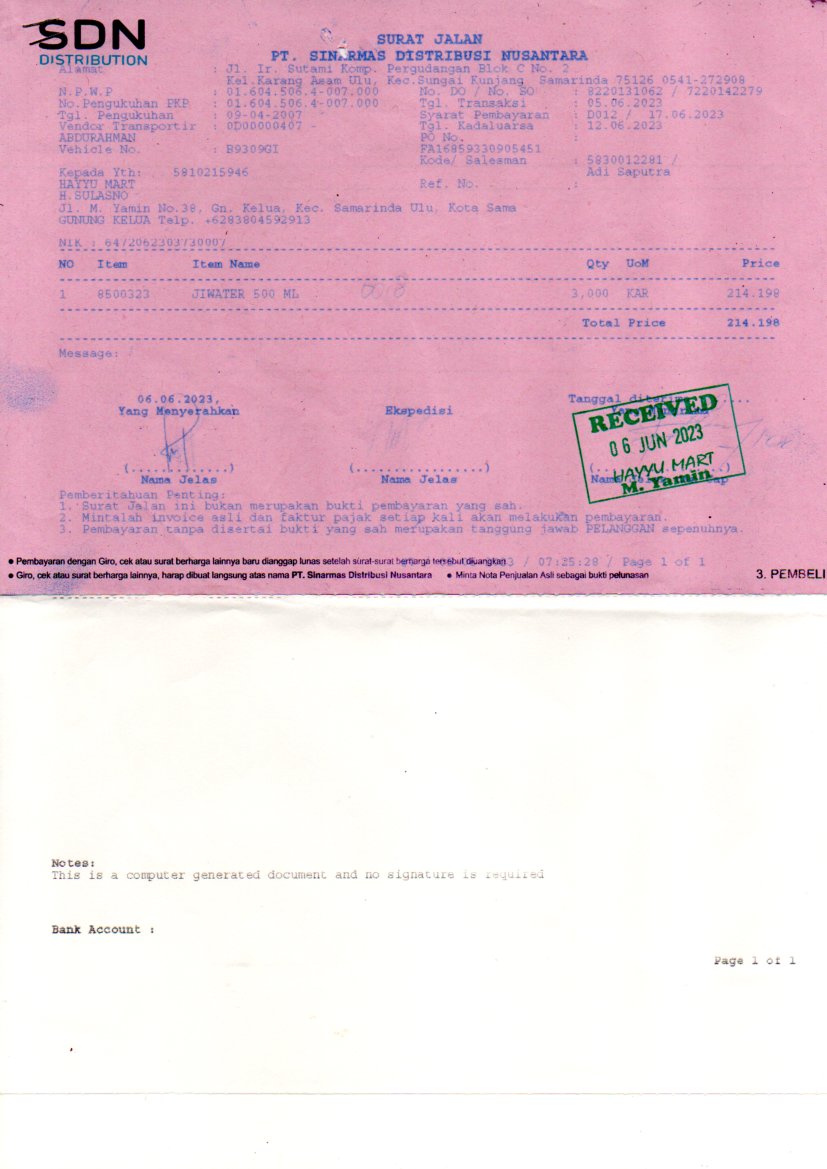 SDN
DISTRIBUTION
SURAT JALAN
PT. SINARMAS DISTRIBUSI NUSANTARA
Alamat : Jl. Ir. Sutami Komp. Pergudangan Blok C No. 2
Kel.Karang Asam Ulu, Kec.Sungai Kunjang Samarinda 75126 0541-272908
N.P.W.P : 01.604.506.4-007.000 No. DO / No. SO : 8220131062 / 7220142279
No.Pengukuhan PKP : 01.604.506.4-007.000 Tgl. Transaksi : 05.06.2023
Tgl. Pengukuhan : 09-04-2007 Syarat Pembayaran : D012 / 17.06.2023
Vendor Transportir : 0D00000407 - Tgl. Kadaluarsa : 12.06.2023
ABDURAHMAN PO No. :
Vehicle No. : B9309GI FA16859330905451
Kode/ Salesman : 5830012281 /
Kepada Yth: 5810215946 Adi Saputra
HAYYU MART Ref. No. :
H.SULASNO
Jl. M. Yamin No.38, Gn. Kelua, Kec. Samarinda Ulu, Kota Sama
GUNUNG KELUA Telp. +6283804592913
NIK : 6472062303730007
NO Item Item Name Qty UoM Price
1 8500323 JIWATER 500 ML 3,000 KAR 214.198
Total Price 214.198
Message:
06.06.2023, Tanggal diterima
Yang Menyerahkan Ekspedisi
RECEIVED
06 JUN 2023
HAYYU MART
M. Yamin
(..............) (................)
Nama Jelas Nama Jelas
Pemberitahuan Penting:
1. Surat Jalan ini bukan merupakan bukti pembayaran yang sah.
2. Mintalah invoice asli dan faktur pajak setiap kali akan melakukan pembayaran.
3. Pembayaran tanpa disertai bukti yang sah merupakan tanggung jawab PELANGGAN sepenuhnya.
• Pembayaran dengan Giro, cek atau surat berharga lainnya baru dianggap lunas setelah surat-surat berharga tersebut diuangkan. / 07:25:28 / Page 1 of 1
• Giro, cek atau surat berharga lainnya, harap dibuat langsung atas nama PT. Sinarmas Distribusi Nusantara • Minta Nota Penjualan Asli sebagai bukti pelunasan 3. PEMBELI
Notes:
This is a computer generated document and no signature is required
Bank Account :
Page 1 of 1